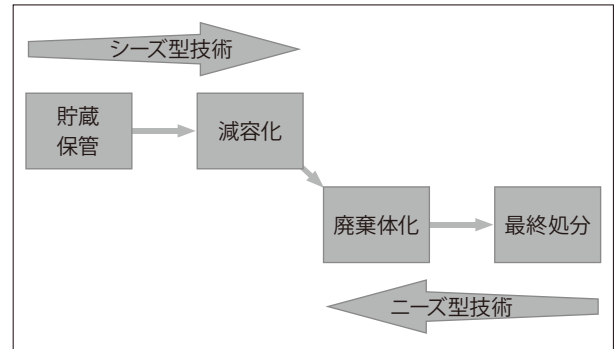 シーズ型技術
貯蔵
保管
減容化
廃棄体化
最終処分
ニーズ型技術